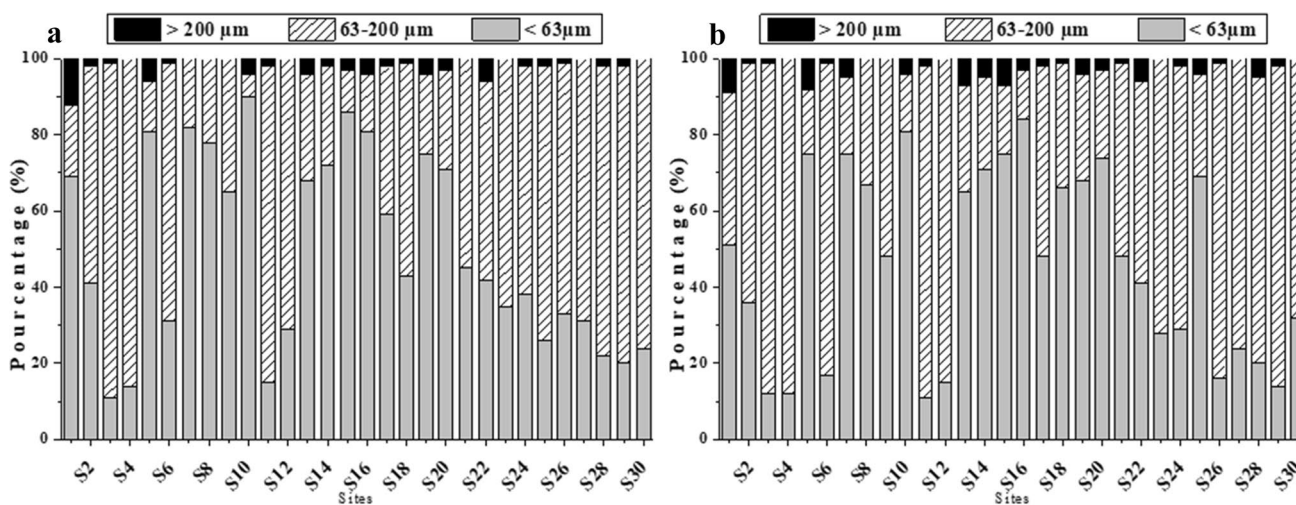 a
> 200 µm 63-200 µm < 63µm
100
80
60
40
20
0
Pourcentage (%)
S2 S4 S6 S8 S10 S12 S14 S16 S18 S20 S22 S24 S26 S28 S30
Sites
b
> 200 µm 63-200 µm < 63µm
100
80
60
40
20
0
Pourcentage (%)
S2 S4 S6 S8 S10 S12 S14 S16 S18 S20 S22 S24 S26 S28 S30
Sites